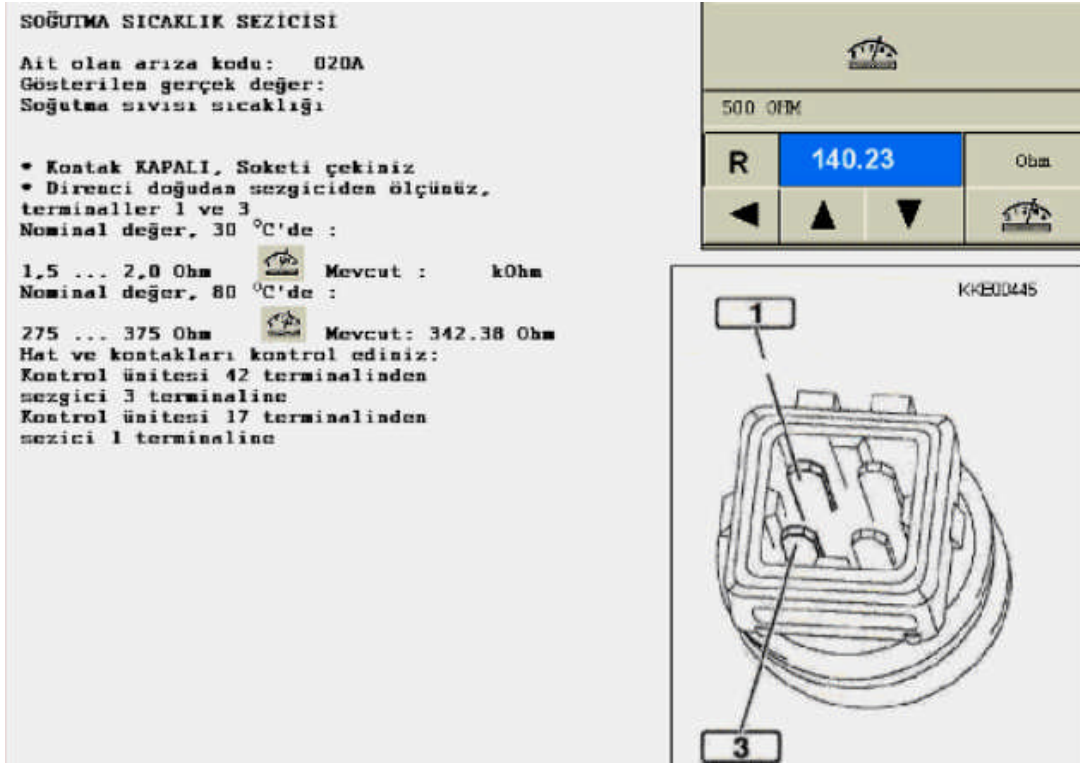 SOĞUTMA SICAKLIK SEZİCİSİ
Ait olan arıza kodu: 020A
Gösterilen gerçek değer:
Soğutma sıvısı sıcaklığı
• Kontak KAPALI, Soketi çekiniz
• Direnci doğudan sezgiciden ölçünüz,
terminaller 1 ve 3
Nominal değer, 30 °C'de :
1,5 ... 2,0 Ohm Mevcut : kOhm
Nominal değer, 80 °C'de :
275 ... 375 Ohm Mevcut: 342.38 Ohm
Hat ve kontakları kontrol ediniz:
Kontrol ünitesi 42 terminalinden
sezgici 3 terminaline
Kontrol ünitesi 17 terminalinden
sezici 1 terminaline
500 OHM
R 140.23 Ohm
KKE00445
1
3